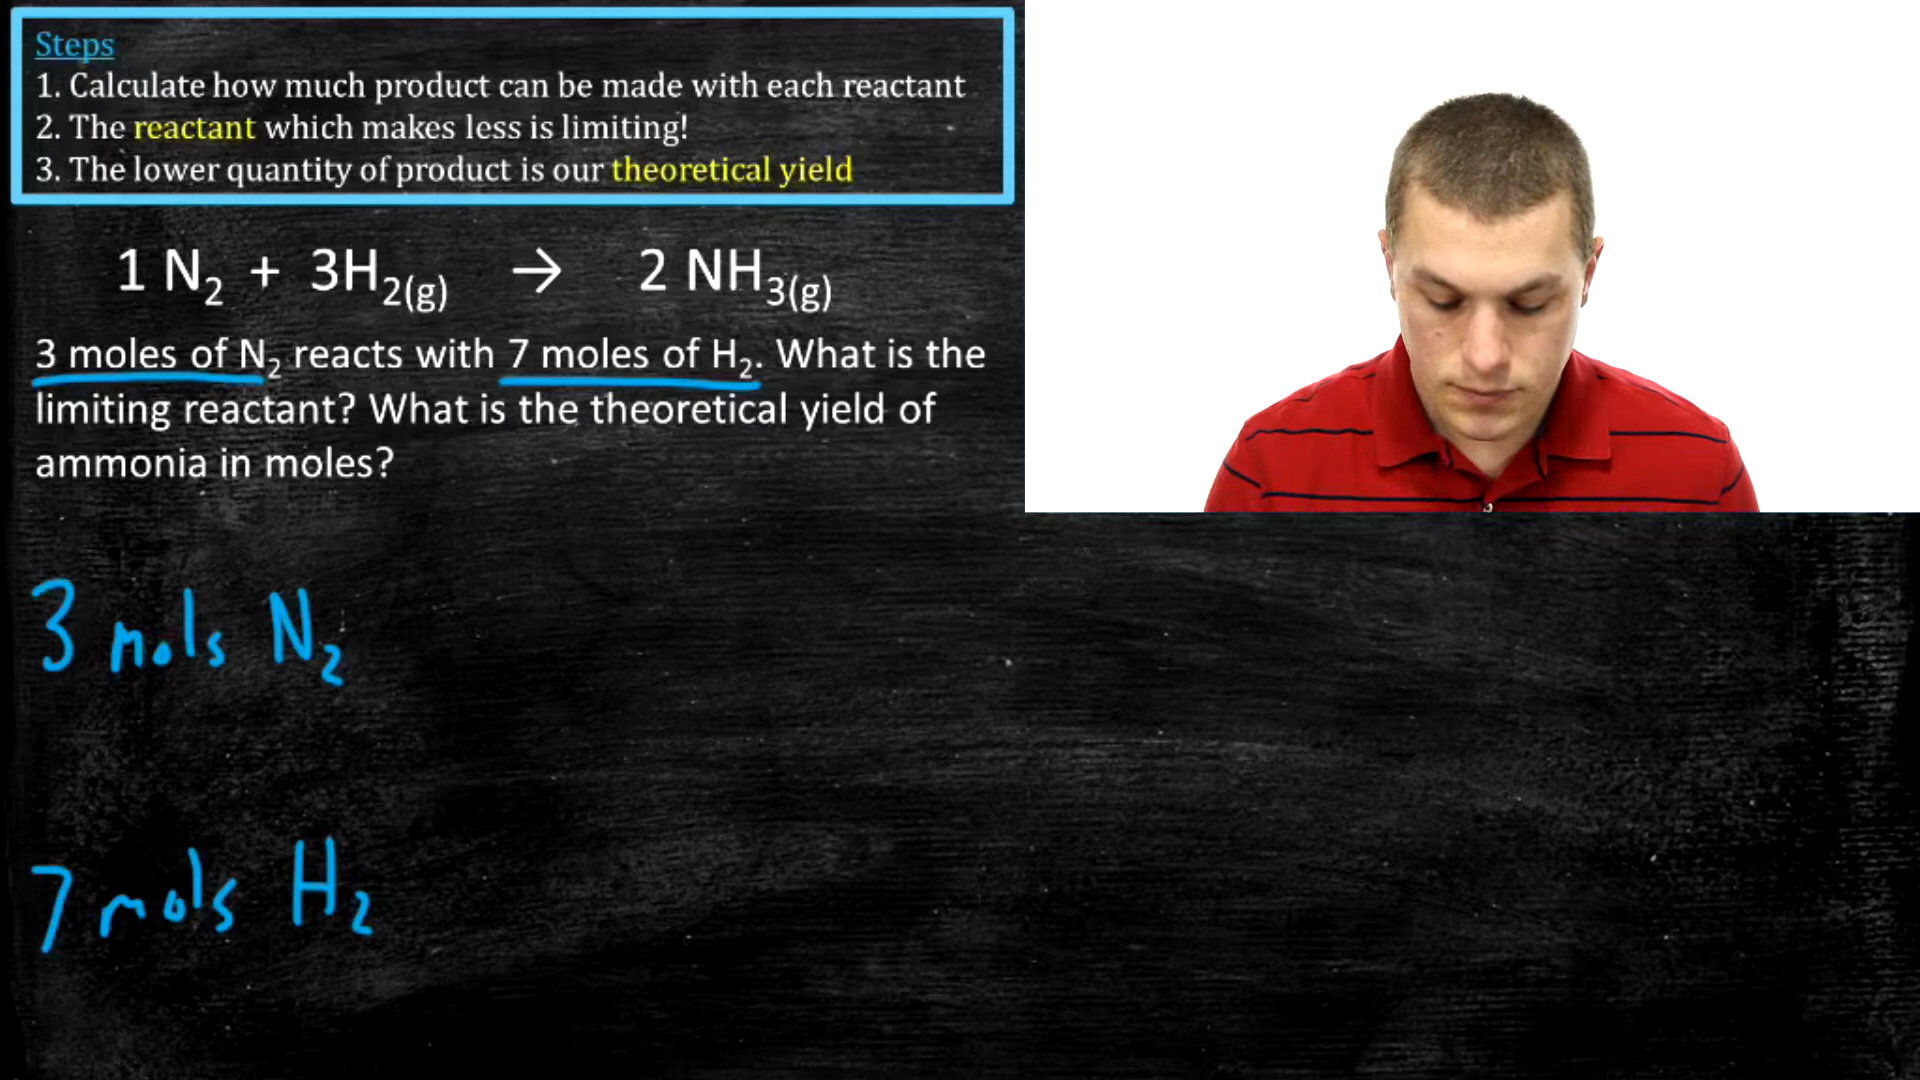 Steps
1. Calculate how much product can be made with each reactant
2. The reactant which makes less is limiting!
3. The lower quantity of product is our theoretical yield
1 N₂ + 3H₂(g) → 2 NH₃(g)
3 moles of N₂ reacts with 7 moles of H₂. What is the
limiting reactant? What is the theoretical yield of
ammonia in moles?
3 mols N₂
7 mols H₂